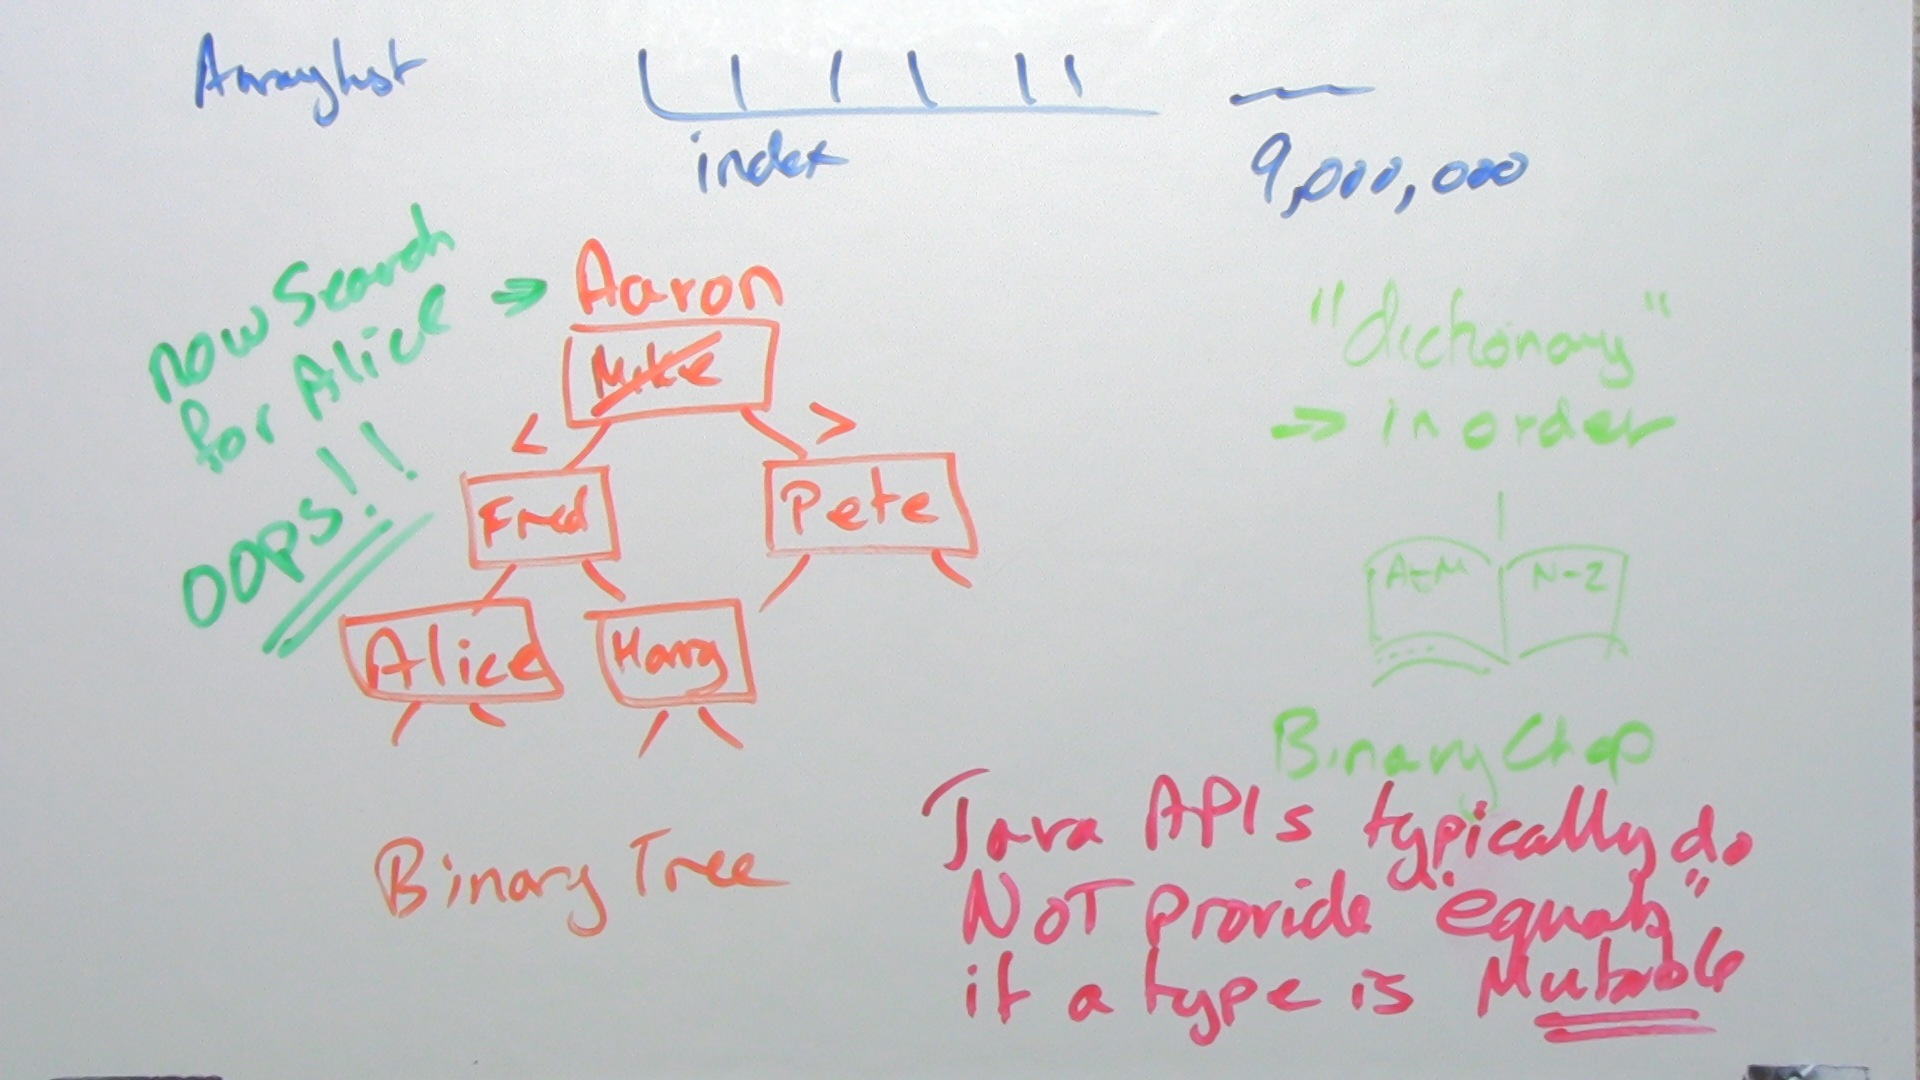 Arraylist
index
9,000,000
now Search
for Alice
oops!!
→ Aaron
Mike
< >
Fred
Pete
Alice
Harry
Binary Tree
"dictionary"
→ in order
A-M N-Z
Binary Chop
Java APIs typically do
NOT provide "equals"
if a type is Mutable